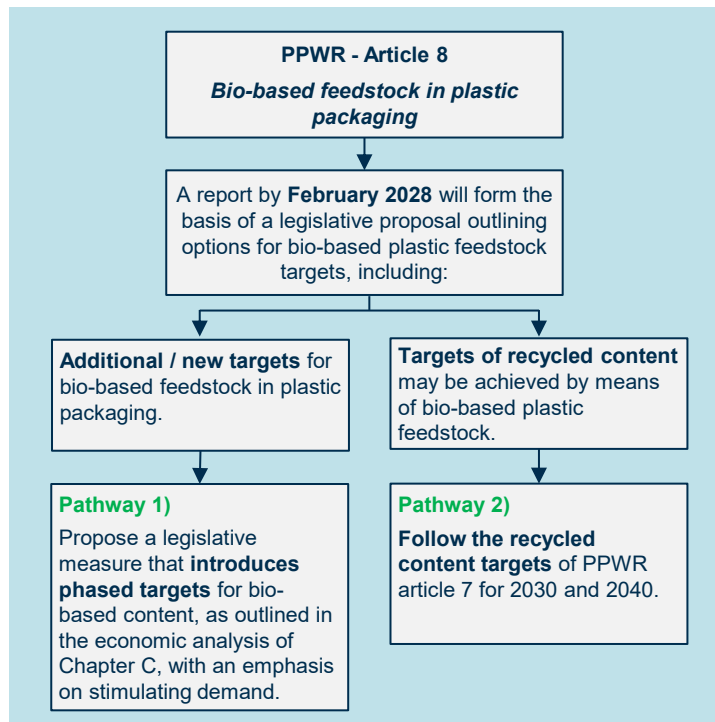 PPWR - Article 8
Bio-based feedstock in plastic
packaging
A report by February 2028 will form the
basis of a legislative proposal outlining
options for bio-based plastic feedstock
targets, including:
Additional / new targets for
bio-based feedstock in plastic
packaging.
Targets of recycled content
may be achieved by means
of bio-based plastic
feedstock.
Pathway 1)
Propose a legislative
measure that introduces
phased targets for bio-
based content, as outlined
in the economic analysis of
Chapter C, with an emphasis
on stimulating demand.
Pathway 2)
Follow the recycled
content targets of PPWR
article 7 for 2030 and 2040.